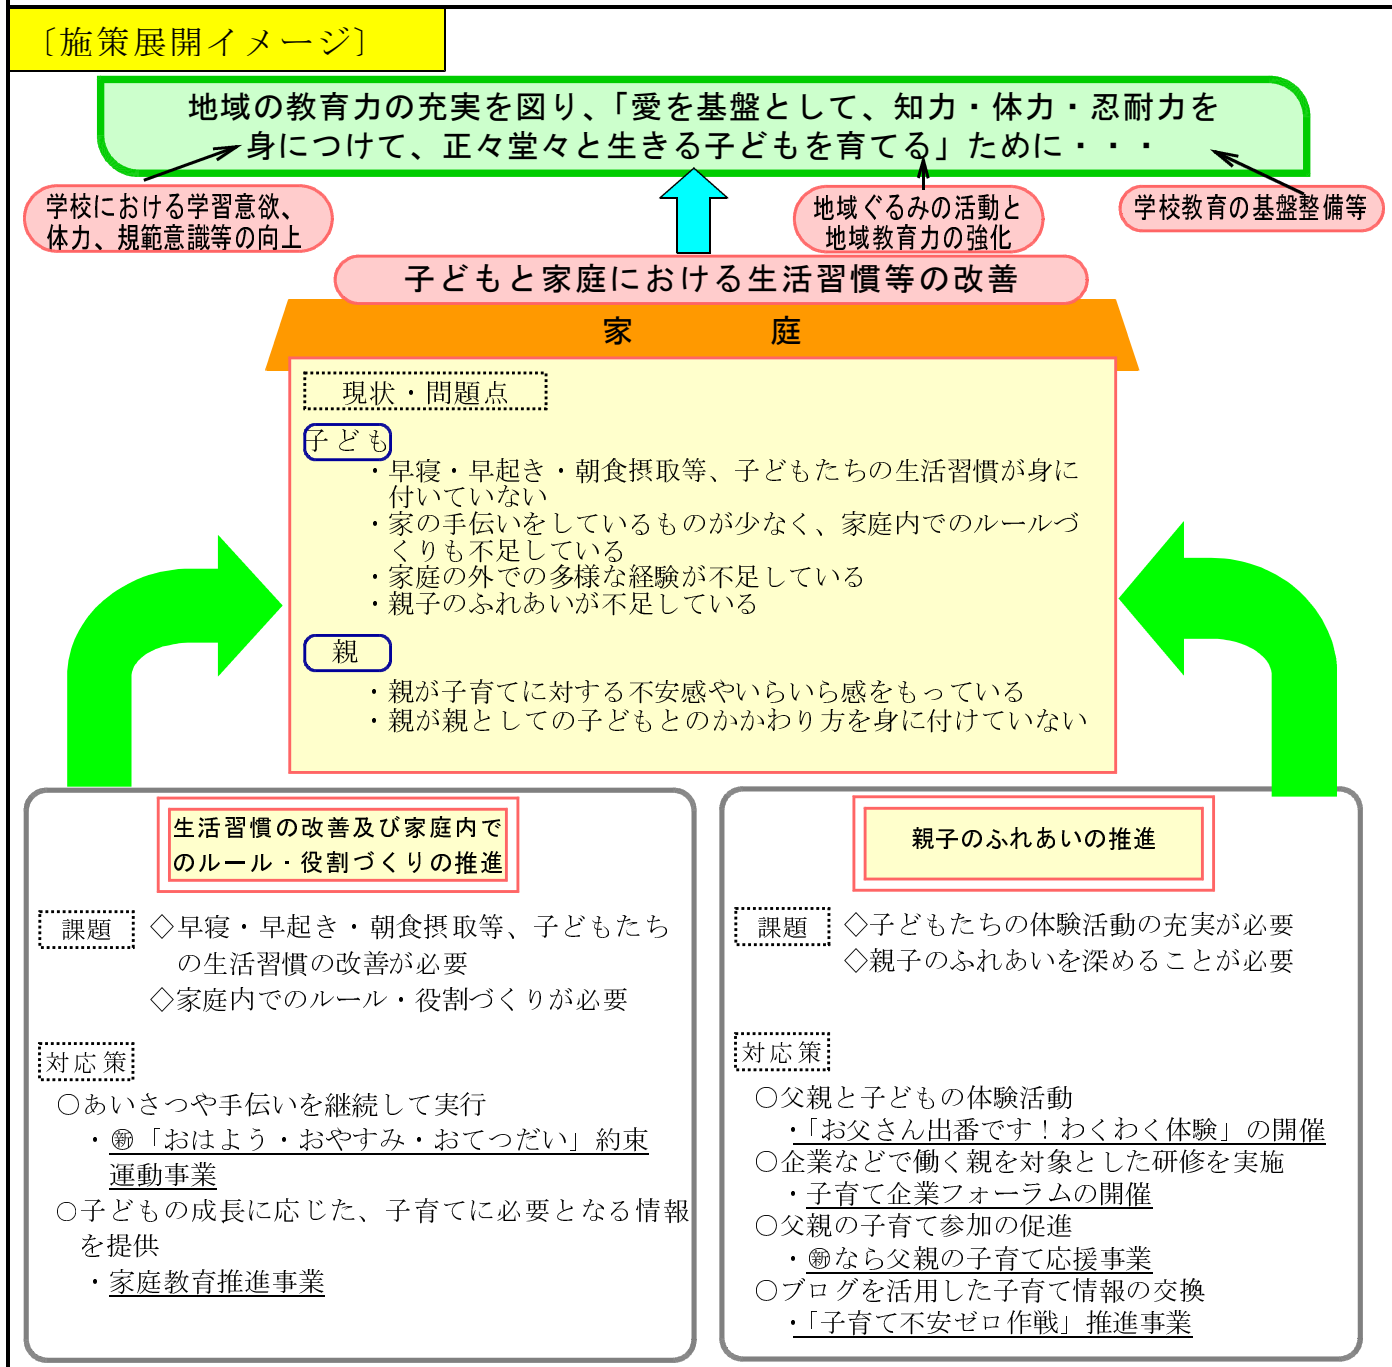 〔施策展開イメージ〕
地域の教育力の充実を図り、「愛を基盤として、知力・体力・忍耐力を
身につけて、正々堂々と生きる子どもを育てる」ために・・・
学校における学習意欲、
体力、規範意識等の向上
地域ぐるみの活動と
地域教育力の強化
学校教育の基盤整備等
子どもと家庭における生活習慣等の改善
家　　庭
現状・問題点
子ども
・早寝・早起き・朝食摂取等、子どもたちの生活習慣が身に
付いていない
・家の手伝いをしているものが少なく、家庭内でのルールづ
くりも不足している
・家庭の外での多様な経験が不足している
・親子のふれあいが不足している
親
・親が子育てに対する不安感やいらいら感をもっている
・親が親としての子どもとのかかわり方を身に付けていない
生活習慣の改善及び家庭内で
のルール・役割づくりの推進
課題
◇早寝・早起き・朝食摂取等、子どもたち
の生活習慣の改善が必要
◇家庭内でのルール・役割づくりが必要
対応策
○あいさつや手伝いを継続して実行
・㊟「おはよう・おやすみ・おてつだい」約束
運動事業
○子どもの成長に応じた、子育てに必要となる情報
を提供
・家庭教育推進事業
親子のふれあいの推進
課題
◇子どもたちの体験活動の充実が必要
◇親子のふれあいを深めることが必要
対応策
○父親と子どもの体験活動
・「お父さん出番です！わくわく体験」の開催
○企業などで働く親を対象とした研修を実施
・子育て企業フォーラムの開催
○父親の子育て参加の促進
・新なら父親の子育て応援事業
○ブログを活用した子育て情報の交換
・「子育て不安ゼロ作戦」推進事業